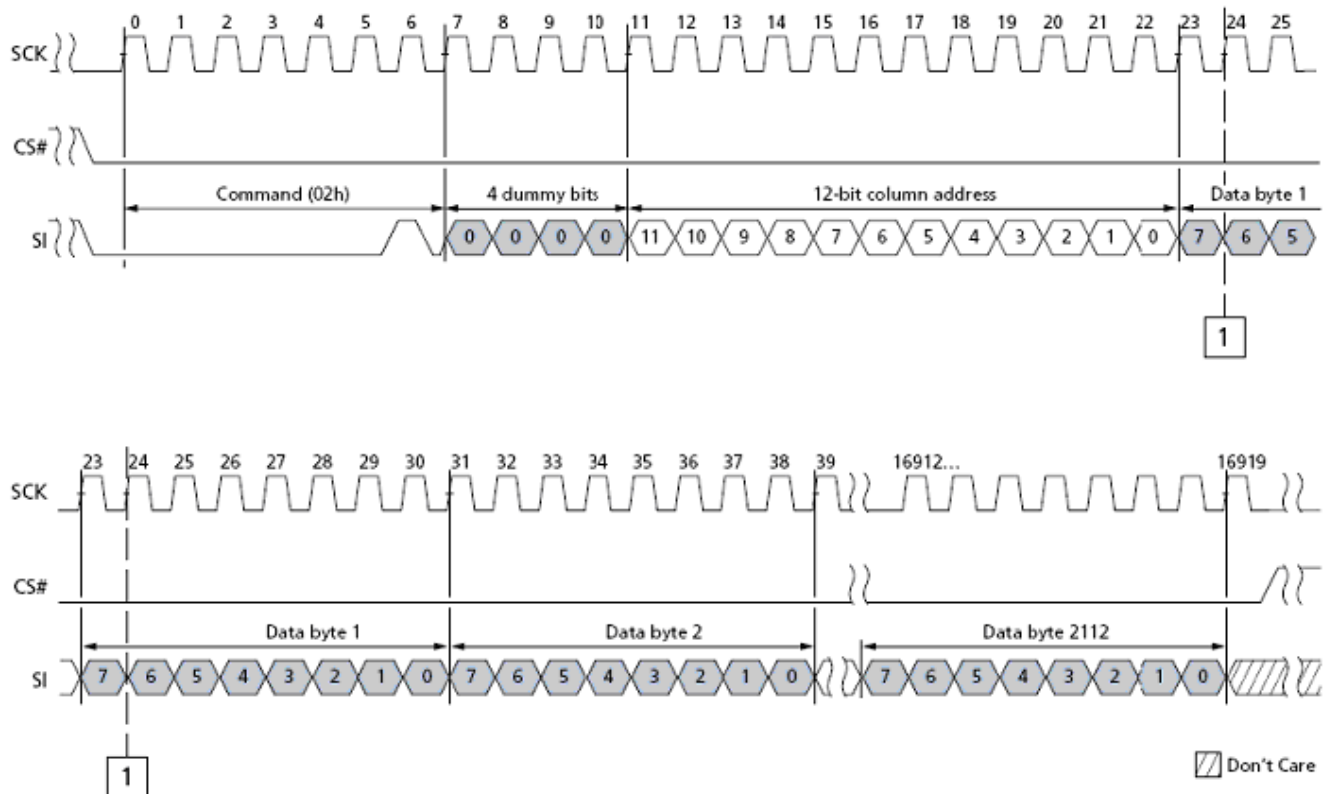 0 1 2 3 4 5 6 7 8 9 10 11 12 13 14 15 16 17 18 19 20 21 22 23 24 25
SCK
CS#
Command (02h) 4 dummy bits 12-bit column address Data byte 1
SI 0 0 0 0 11 10 9 8 7 6 5 4 3 2 1 0 7 6 5
1
23 24 25 26 27 28 29 30 31 32 33 34 35 36 37 38 39 16912... 16919
SCK
CS#
Data byte 1 Data byte 2 Data byte 2112
SI 7 6 5 4 3 2 1 0 7 6 5 4 3 2 1 0 7 6 5 4 3 2 1 0
1
Don't Care